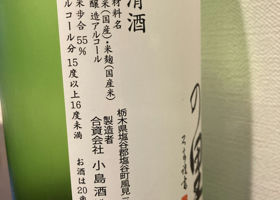 清酒
材料名
米(国産)・米麹(国産米)
醸造アルコール
米歩合 55%
ルコール分 15度以上16度未満
栃木県塩谷郡塩谷町風見
製造者
合資会社 小島酒
お酒は20歳
の